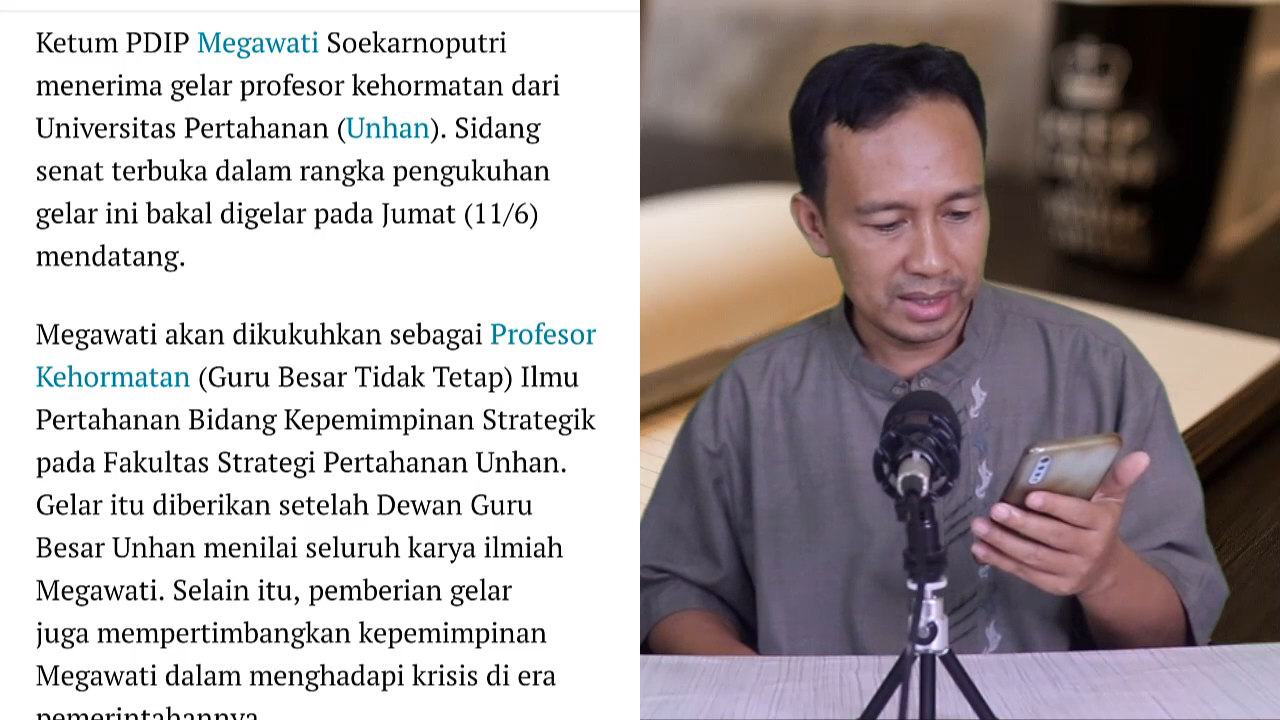 Ketum PDIP Megawati Soekarnoputri
menerima gelar profesor kehormatan dari
Universitas Pertahanan (Unhan). Sidang
senat terbuka dalam rangka pengukuhan
gelar ini bakal digelar pada Jumat (11/6)
mendatang.
Megawati akan dikukuhkan sebagai Profesor
Kehormatan (Guru Besar Tidak Tetap) Ilmu
Pertahanan Bidang Kepemimpinan Strategik
pada Fakultas Strategi Pertahanan Unhan.
Gelar itu diberikan setelah Dewan Guru
Besar Unhan menilai seluruh karya ilmiah
Megawati. Selain itu, pemberian gelar
juga mempertimbangkan kepemimpinan
Megawati dalam menghadapi krisis di era
pemerintahannya.